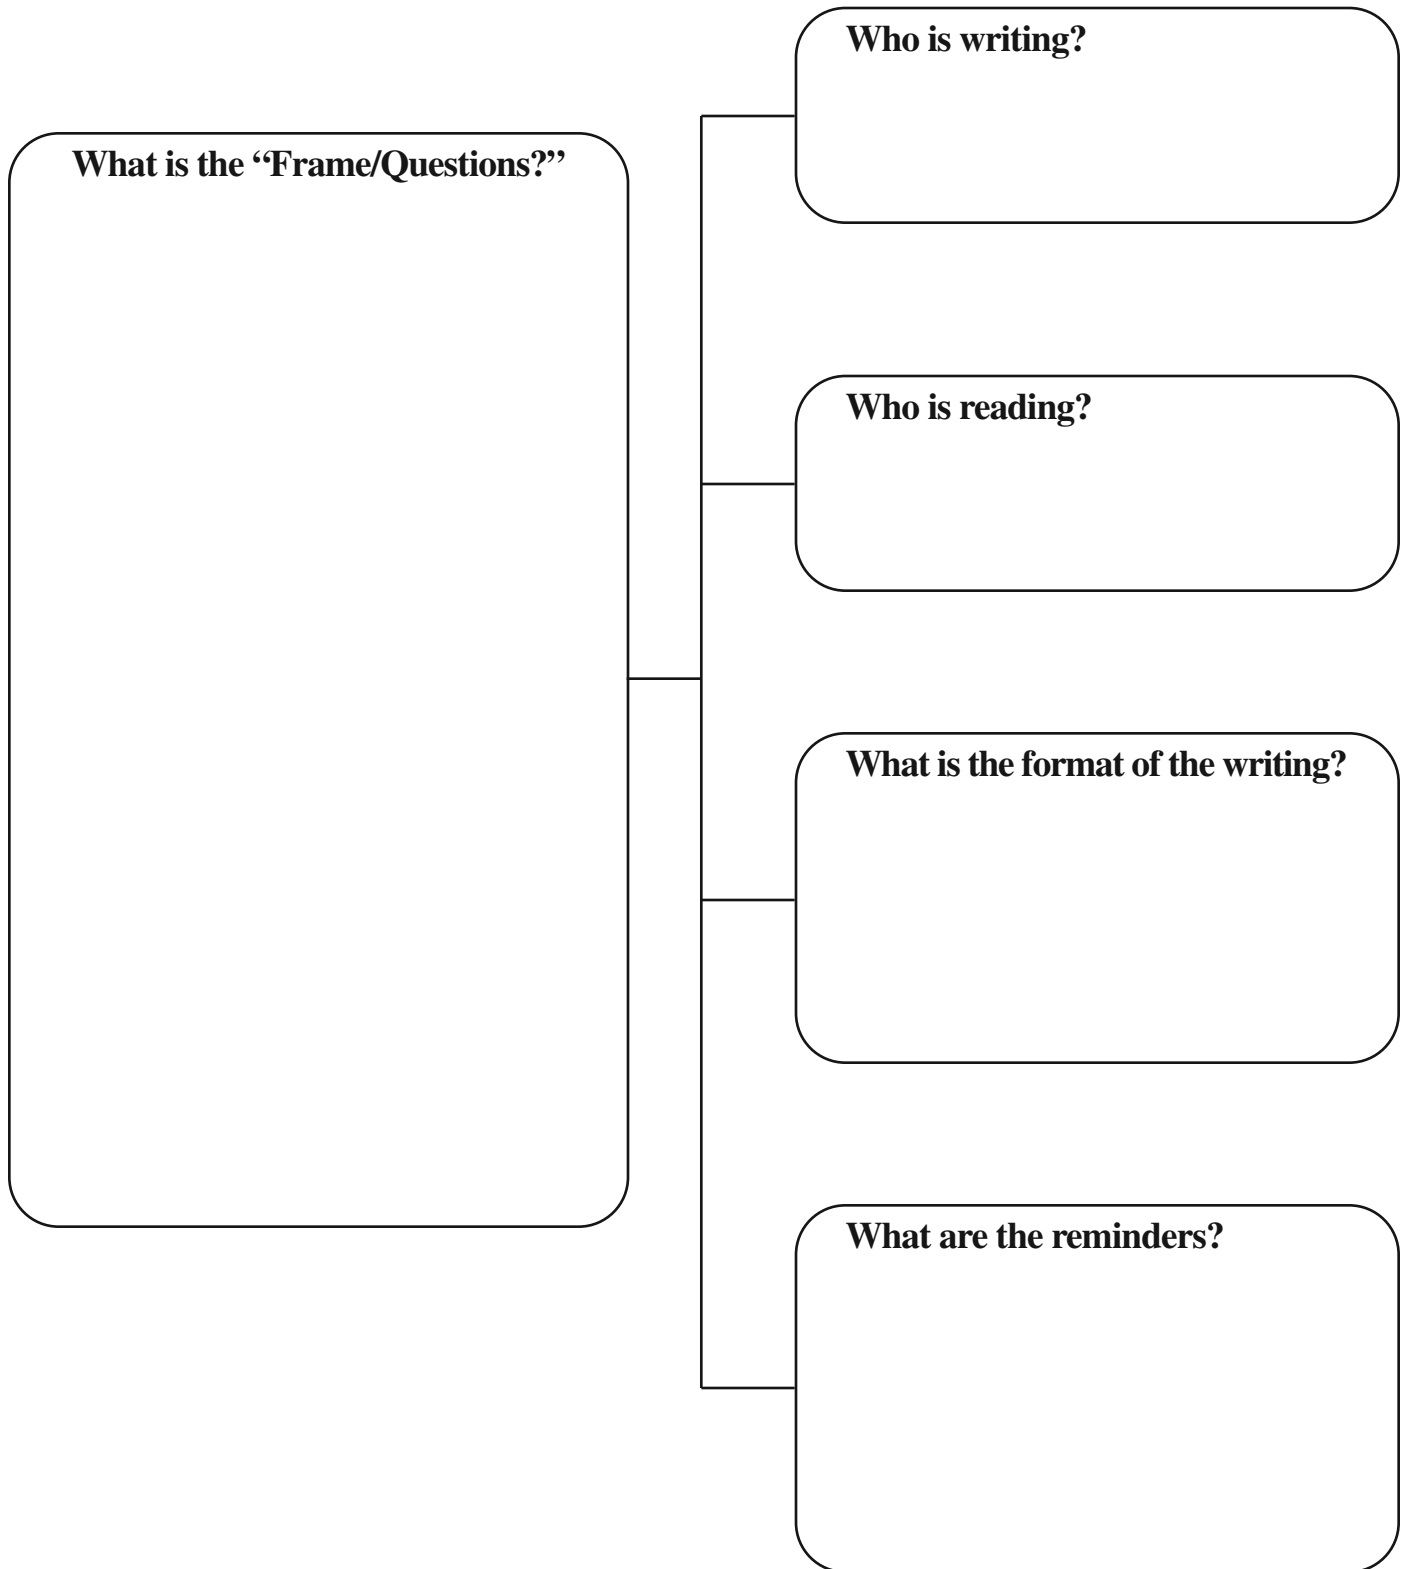 What is the “Frame/Questions?”
Who is writing?
Who is reading?
What is the format of the writing?
What are the reminders?